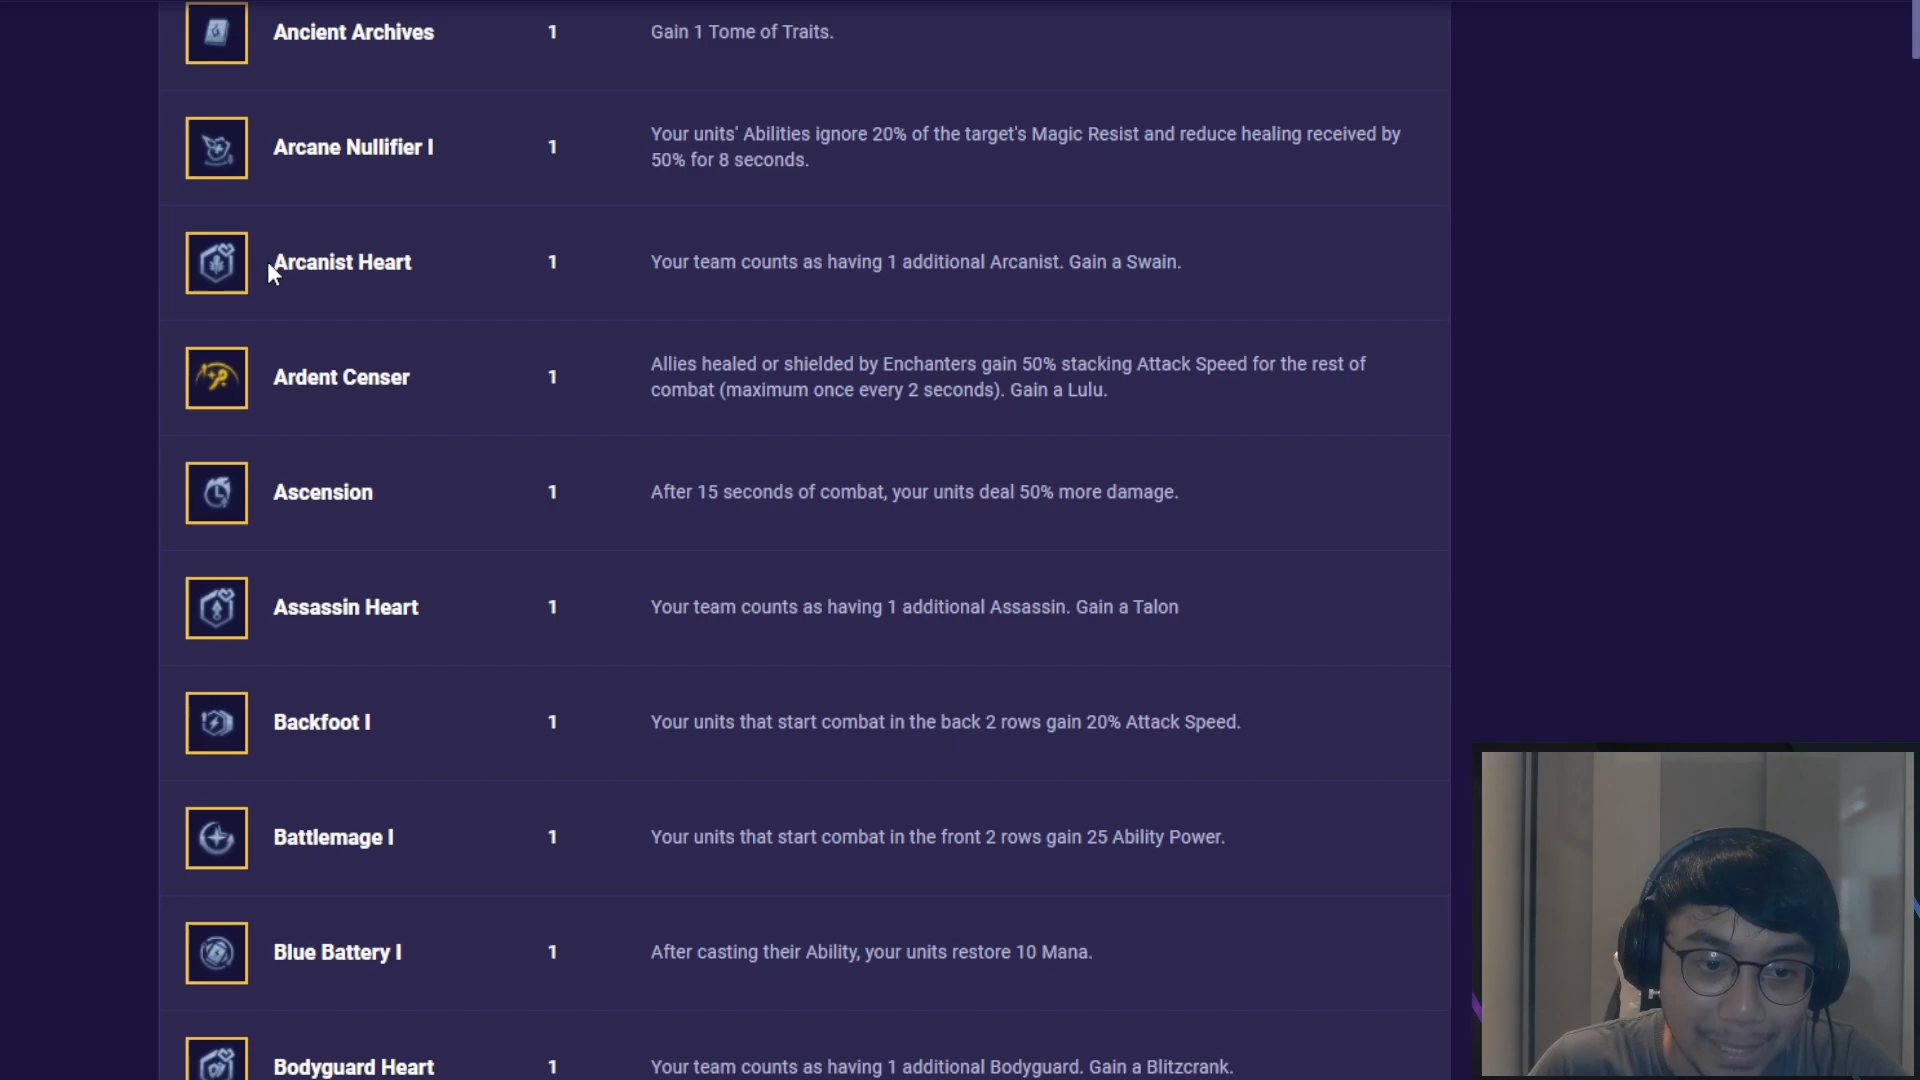 Ancient Archives 1 Gain 1 Tome of Traits.
Arcane Nullifier I 1 Your units' Abilities ignore 20% of the target's Magic Resist and reduce healing received by
50% for 8 seconds.
Arcanist Heart 1 Your team counts as having 1 additional Arcanist. Gain a Swain.
Ardent Censer 1 Allies healed or shielded by Enchanters gain 50% stacking Attack Speed for the rest of
combat (maximum once every 2 seconds). Gain a Lulu.
Ascension 1 After 15 seconds of combat, your units deal 50% more damage.
Assassin Heart 1 Your team counts as having 1 additional Assassin. Gain a Talon
Backfoot I 1 Your units that start combat in the back 2 rows gain 20% Attack Speed.
Battlemage I 1 Your units that start combat in the front 2 rows gain 25 Ability Power.
Blue Battery I 1 After casting their Ability, your units restore 10 Mana.
Bodyguard Heart 1 Your team counts as having 1 additional Bodyguard. Gain a Blitzcrank.